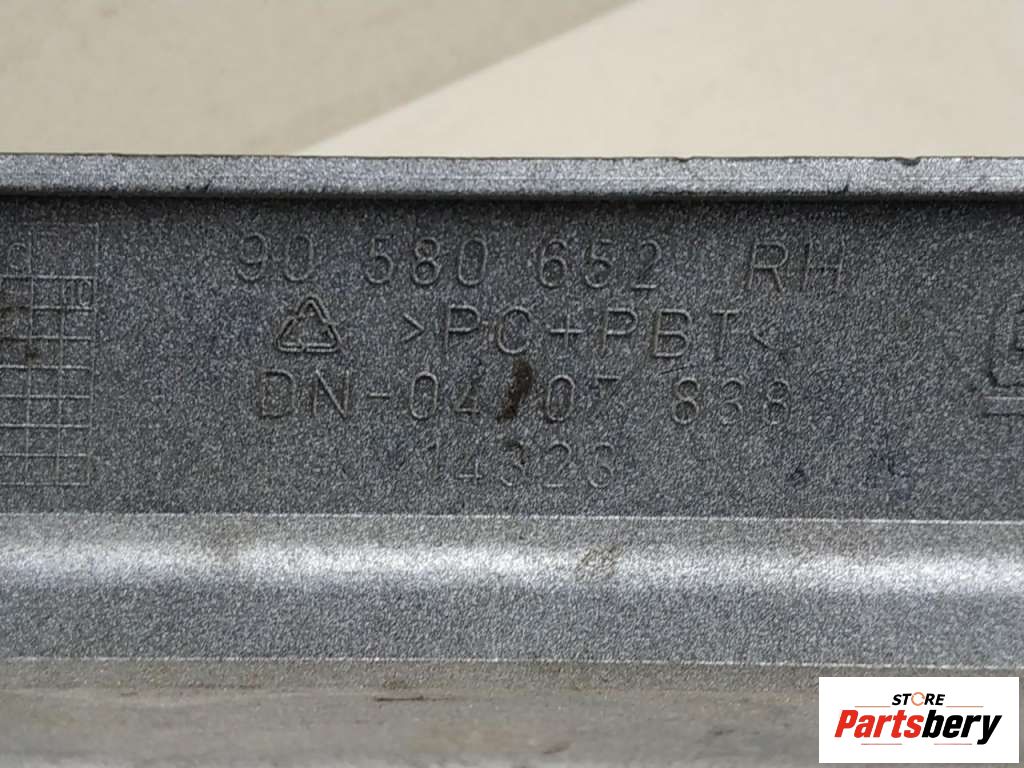 90 580 652 RH
>PC+PBT<
DN-04/07 838
14323
STORE
Partsbery